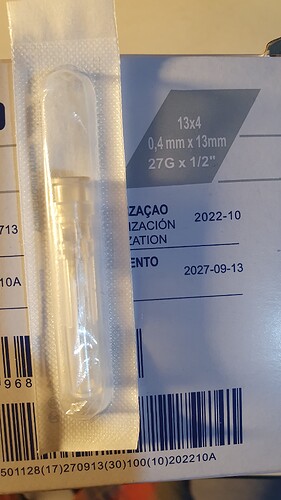 13x4
0,4 mm x 13mm
27G x 1/2"
ZAÇAO
IZACIÓN
ZATION
2022-10
713
ENTO
2027-09-13
10A
968
501128(17)270913(30)100(10)202210A